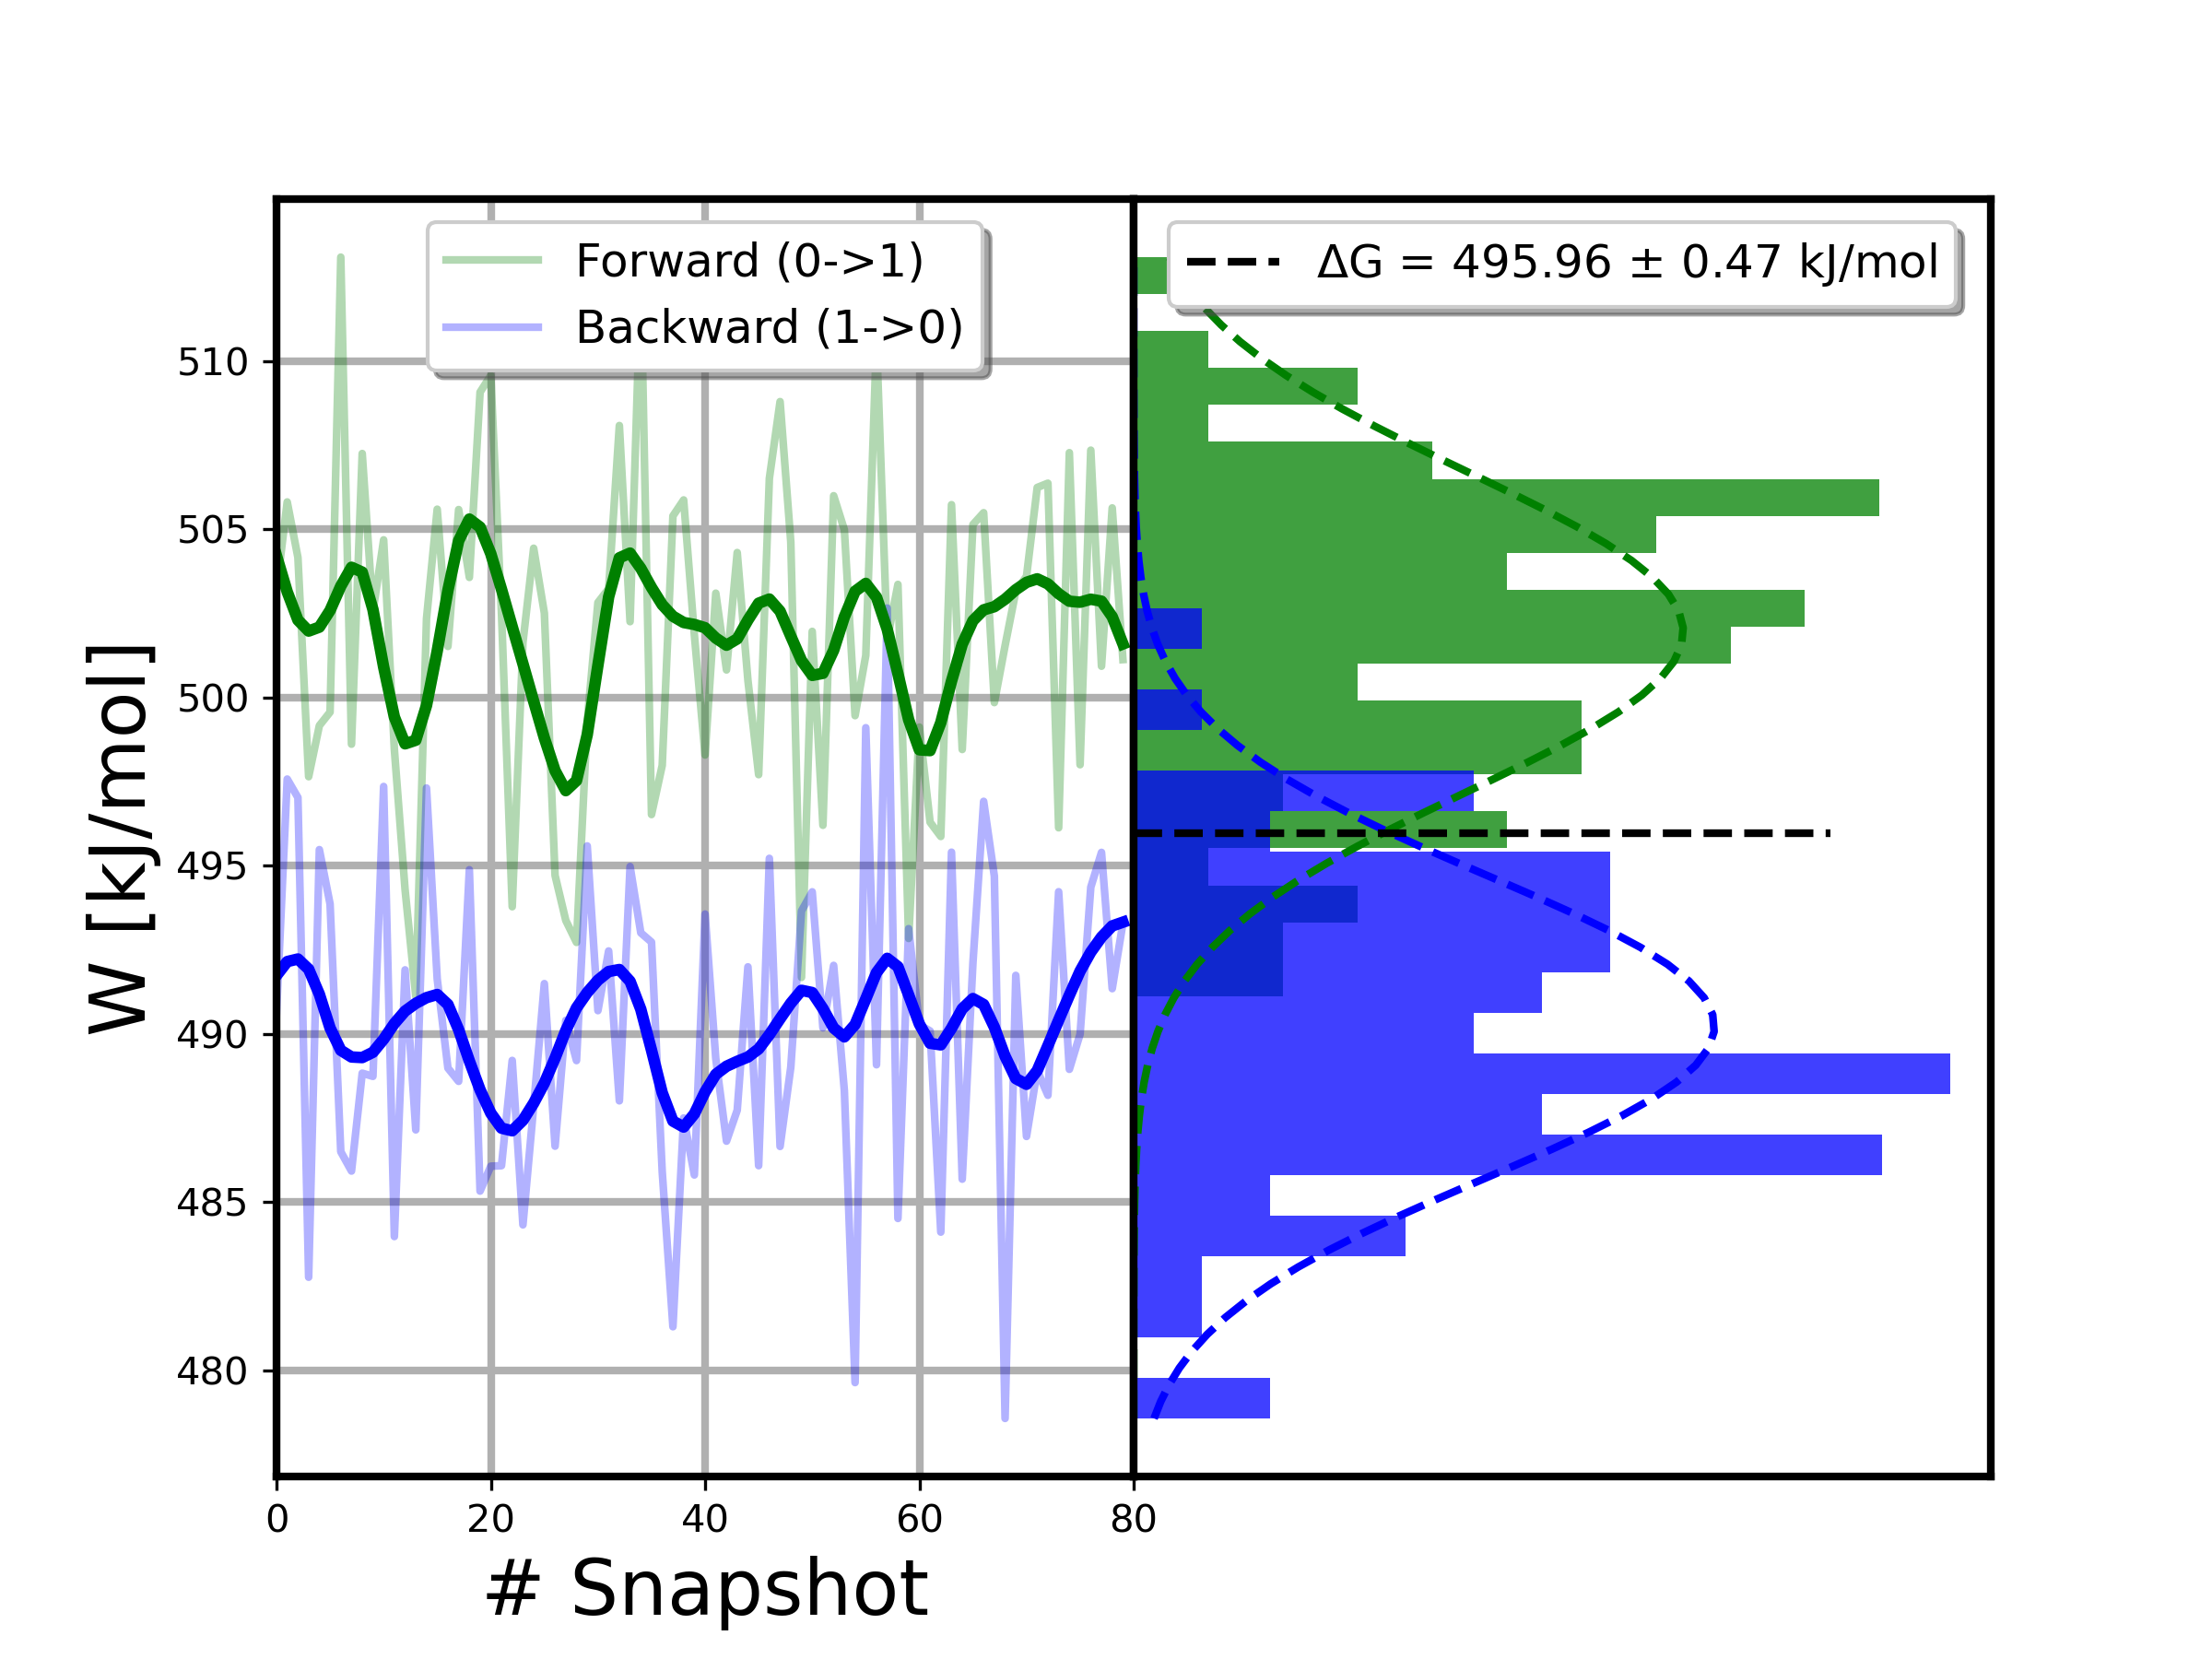 Forward (0->1)
Backward (1->0)
ΔG = 495.96 ± 0.47 kJ/mol
W [kJ/mol]
510
505
500
495
490
485
480
0 20 40 60 80
# Snapshot